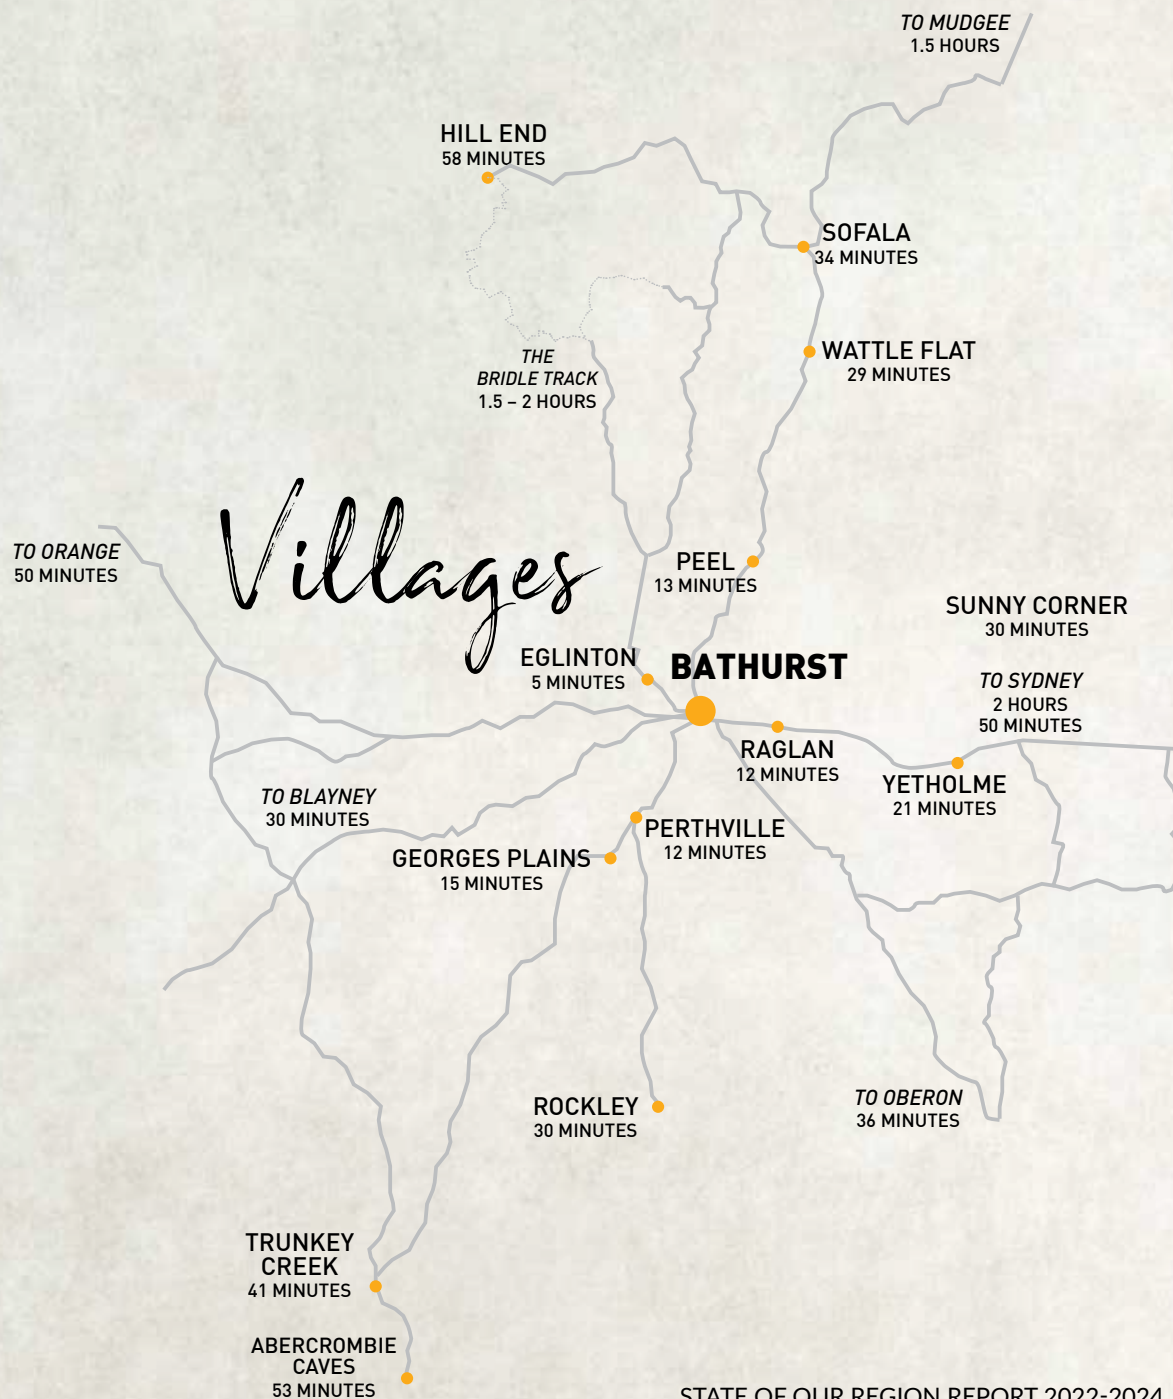 TO MUDGEE
1.5 HOURS
HILL END
58 MINUTES
SOFALA
34 MINUTES
WATTLE FLAT
29 MINUTES
THE
BRIDLE TRACK
1.5 – 2 HOURS
Villages
TO ORANGE
50 MINUTES
PEEL
13 MINUTES
SUNNY CORNER
30 MINUTES
EGLINTON
5 MINUTES
BATHURST
TO SYDNEY
2 HOURS
50 MINUTES
RAGLAN
12 MINUTES
YETHOLME
21 MINUTES
TO BLAYNEY
30 MINUTES
PERTHVILLE
12 MINUTES
GEORGES PLAINS
15 MINUTES
ROCKLEY
30 MINUTES
TO OBERON
36 MINUTES
TRUNKEY
CREEK
41 MINUTES
ABERCROMBIE
CAVES
53 MINUTES
STATE OF OUR REGION REPORT 2022-2024